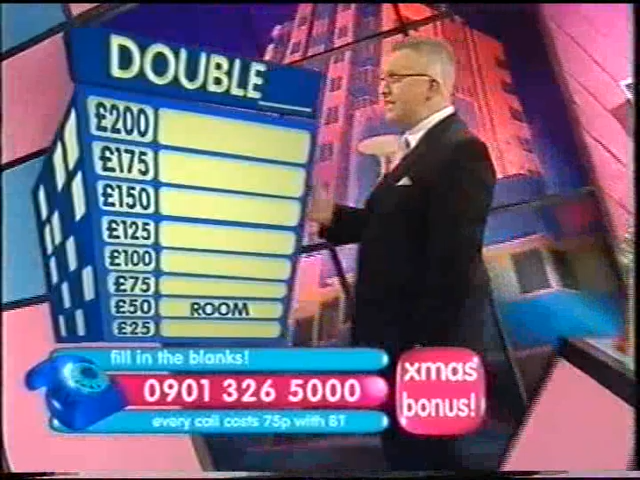 DOUBLE____
£200
£175
£150
£125
£100
£75
£50 ROOM
£25
fill in the blanks!
0901 326 5000
every call costs 75p with BT
xmas
bonus!